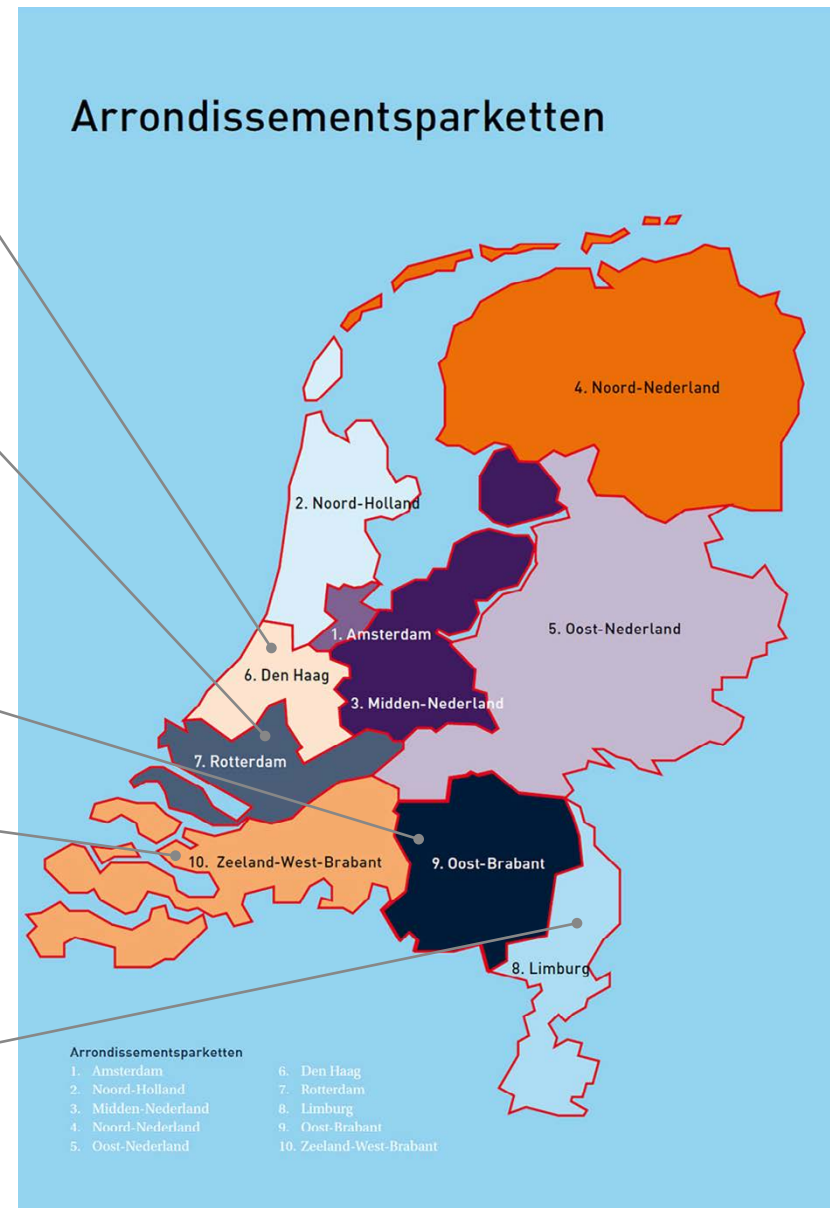 Arrondissementsparketten
4. Noord-Nederland
2. Noord-Holland
5. Oost-Nederland
1. Amsterdam
6. Den Haag
3. Midden-Nederland
7. Rotterdam
10. Zeeland-West-Brabant
9. Oost-Brabant
8. Limburg
Arrondissementsparketten
1. Amsterdam
2. Noord-Holland
3. Midden-Nederland
4. Noord-Nederland
5. Oost-Nederland
6. Den Haag
7. Rotterdam
8. Limburg
9. Oost-Brabant
10. Zeeland-West-Brabant